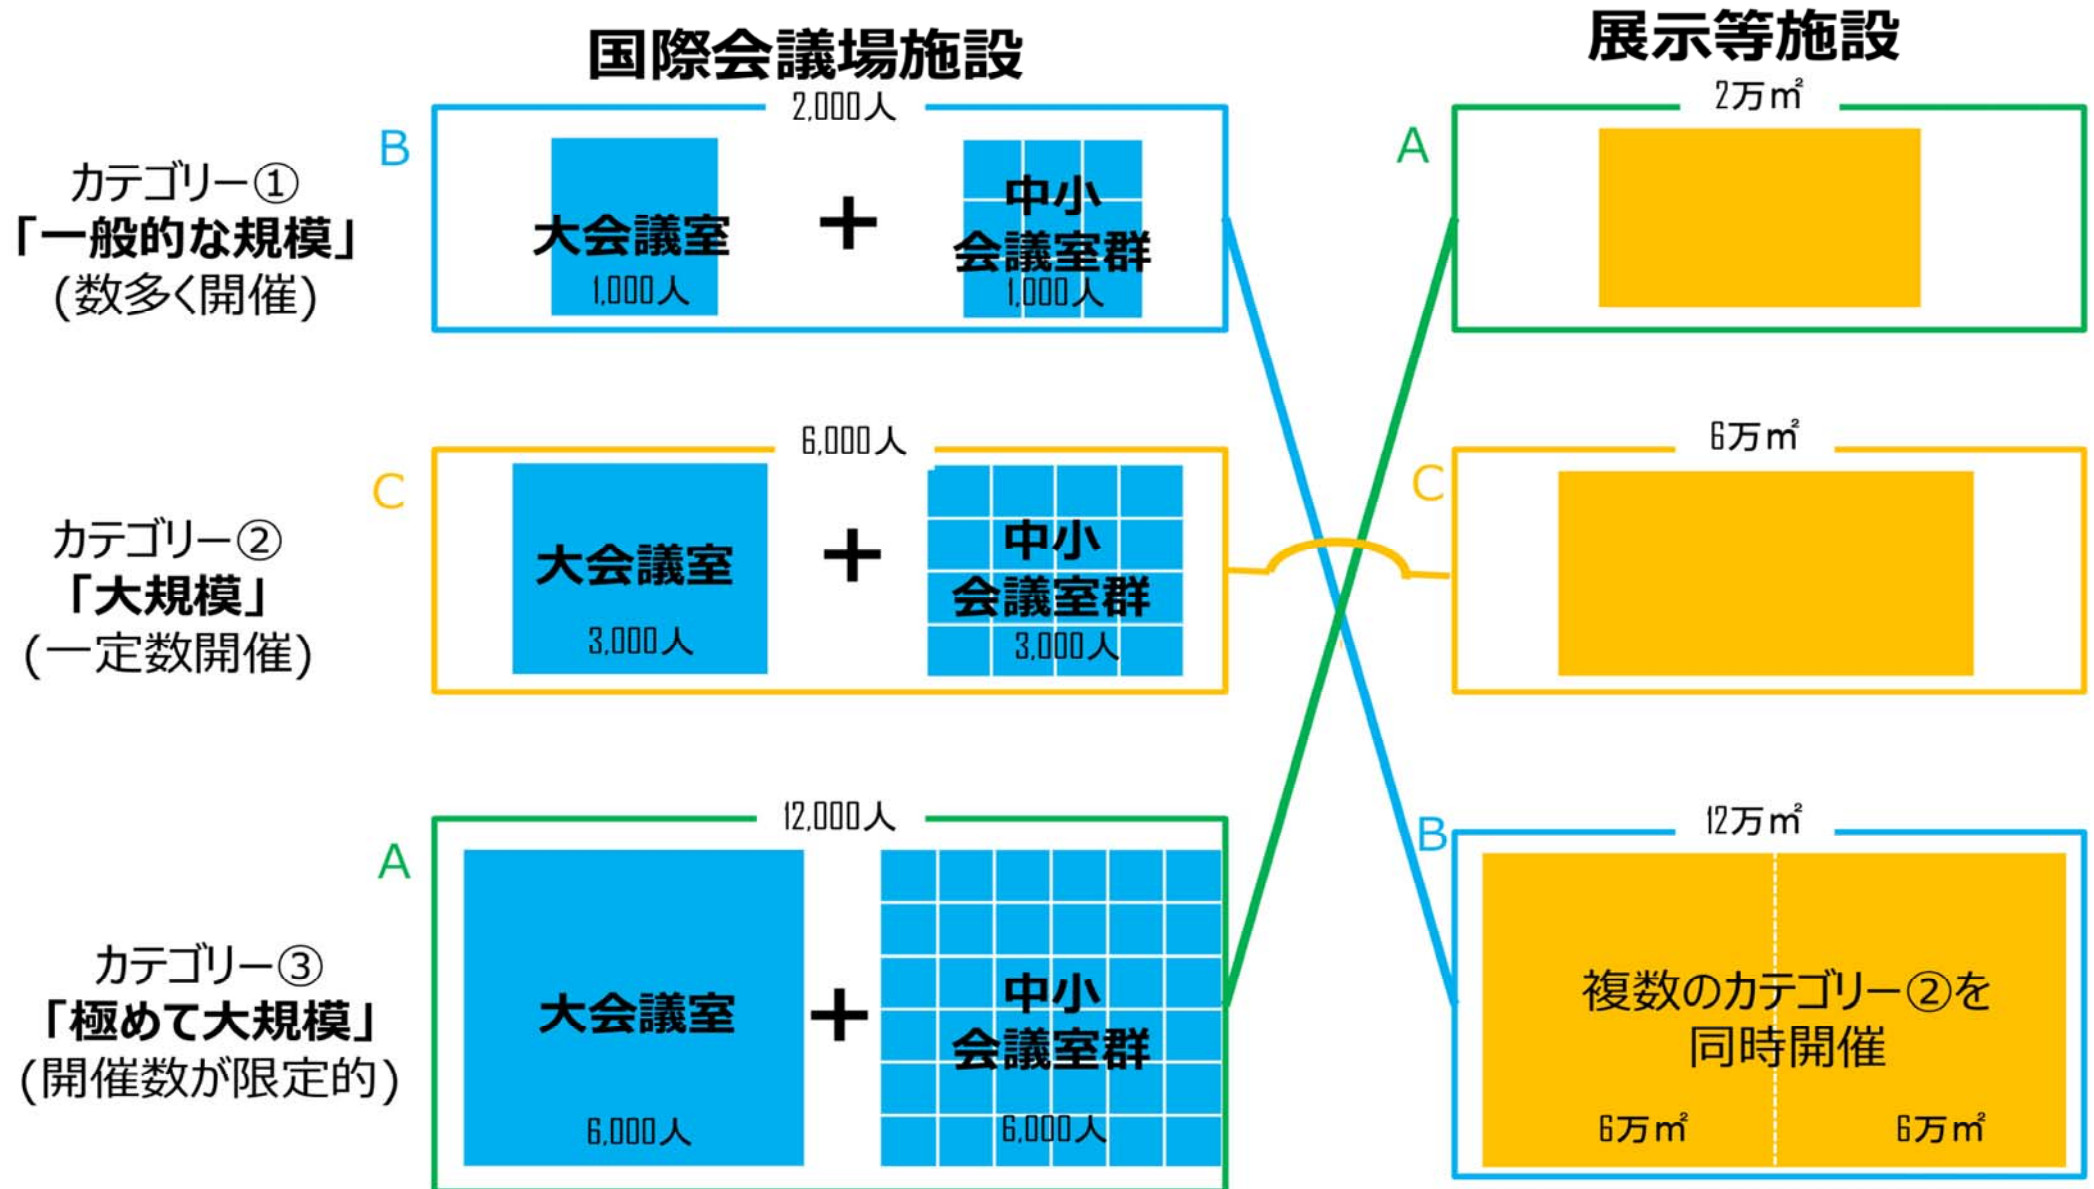 国際会議場施設
展示等施設
カテゴリー①
「一般的な規模」
(数多く開催)
B
2,000人
大会議室
1,000人
+
中小
会議室群
1,000人
A
2万㎡
カテゴリー②
「大規模」
(一定数開催)
C
6,000人
大会議室
3,000人
+
中小
会議室群
3,000人
C
6万㎡
カテゴリー③
「極めて大規模」
(開催数が限定的)
A
12,000人
大会議室
6,000人
+
中小
会議室群
6,000人
B
12万㎡
複数のカテゴリー②を
同時開催
6万㎡
6万㎡